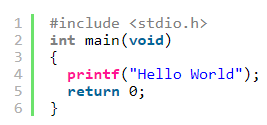 1 #include <stdio.h>
2 int main(void)
3 {
4   printf("Hello World");
5   return 0;
6 }